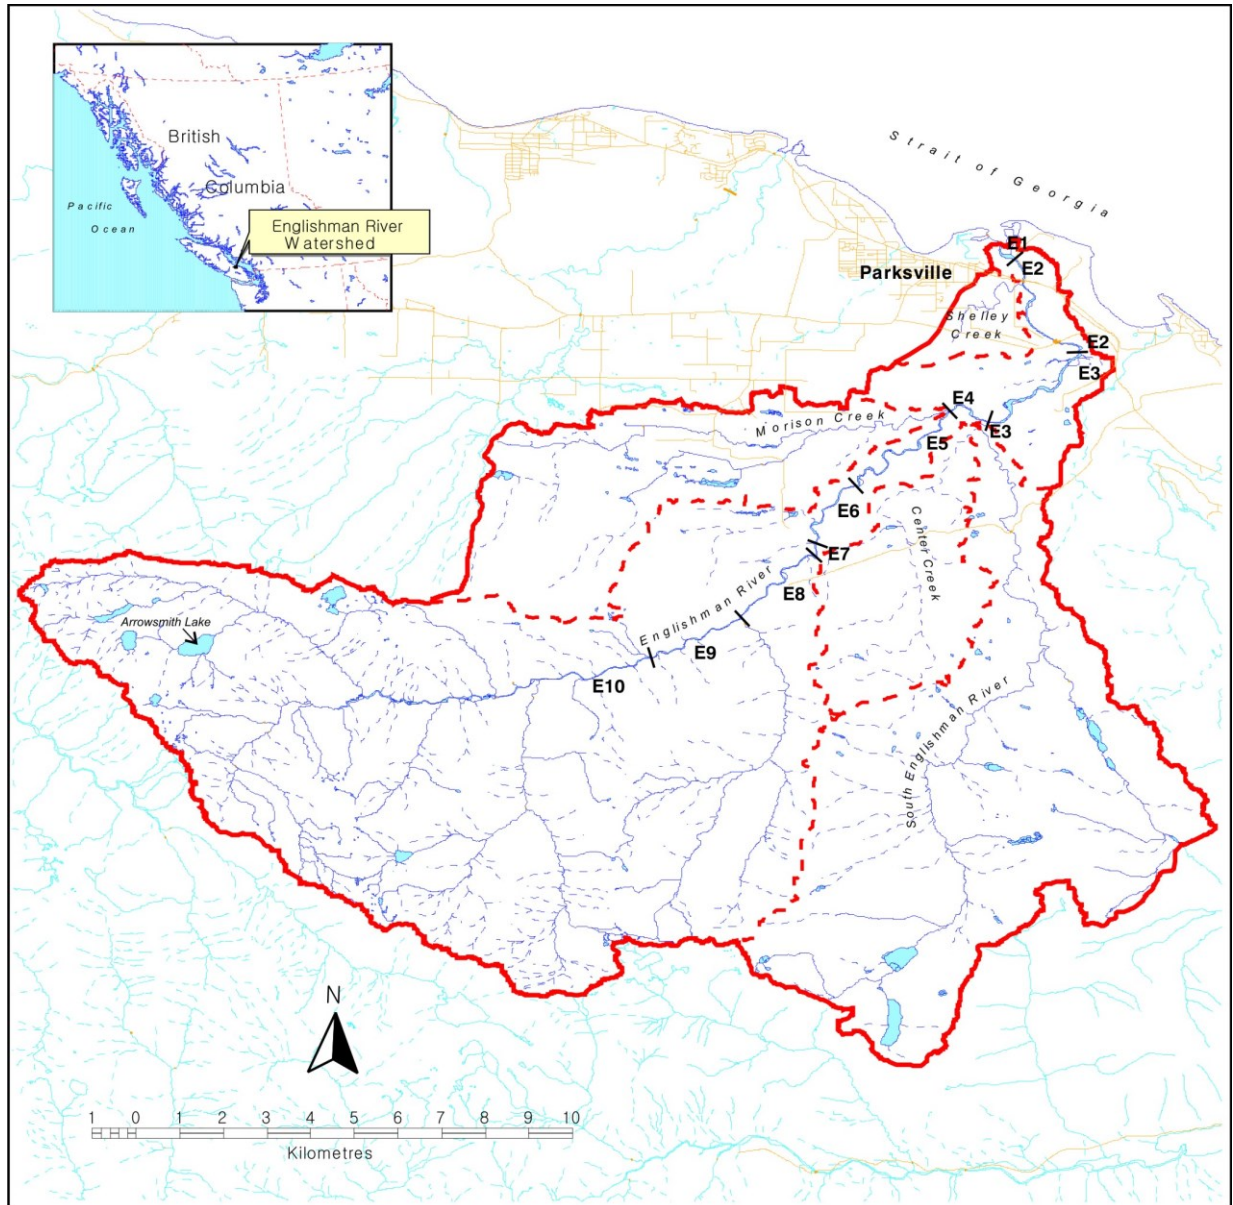 British
Columbia
Pacific
Ocean
Englishman River
Watershed
Strait of Georgia
E1
E2
Parksville
Shelley
Creek
E2
E3
E4
E3
Morison Creek
E5
E6
Center Creek
E7
E8
Englishman River
Arrowsmith Lake
E9
E10
South Englishman River
N
1 0 1 2 3 4 5 6 7 8 9 10
Kilometres